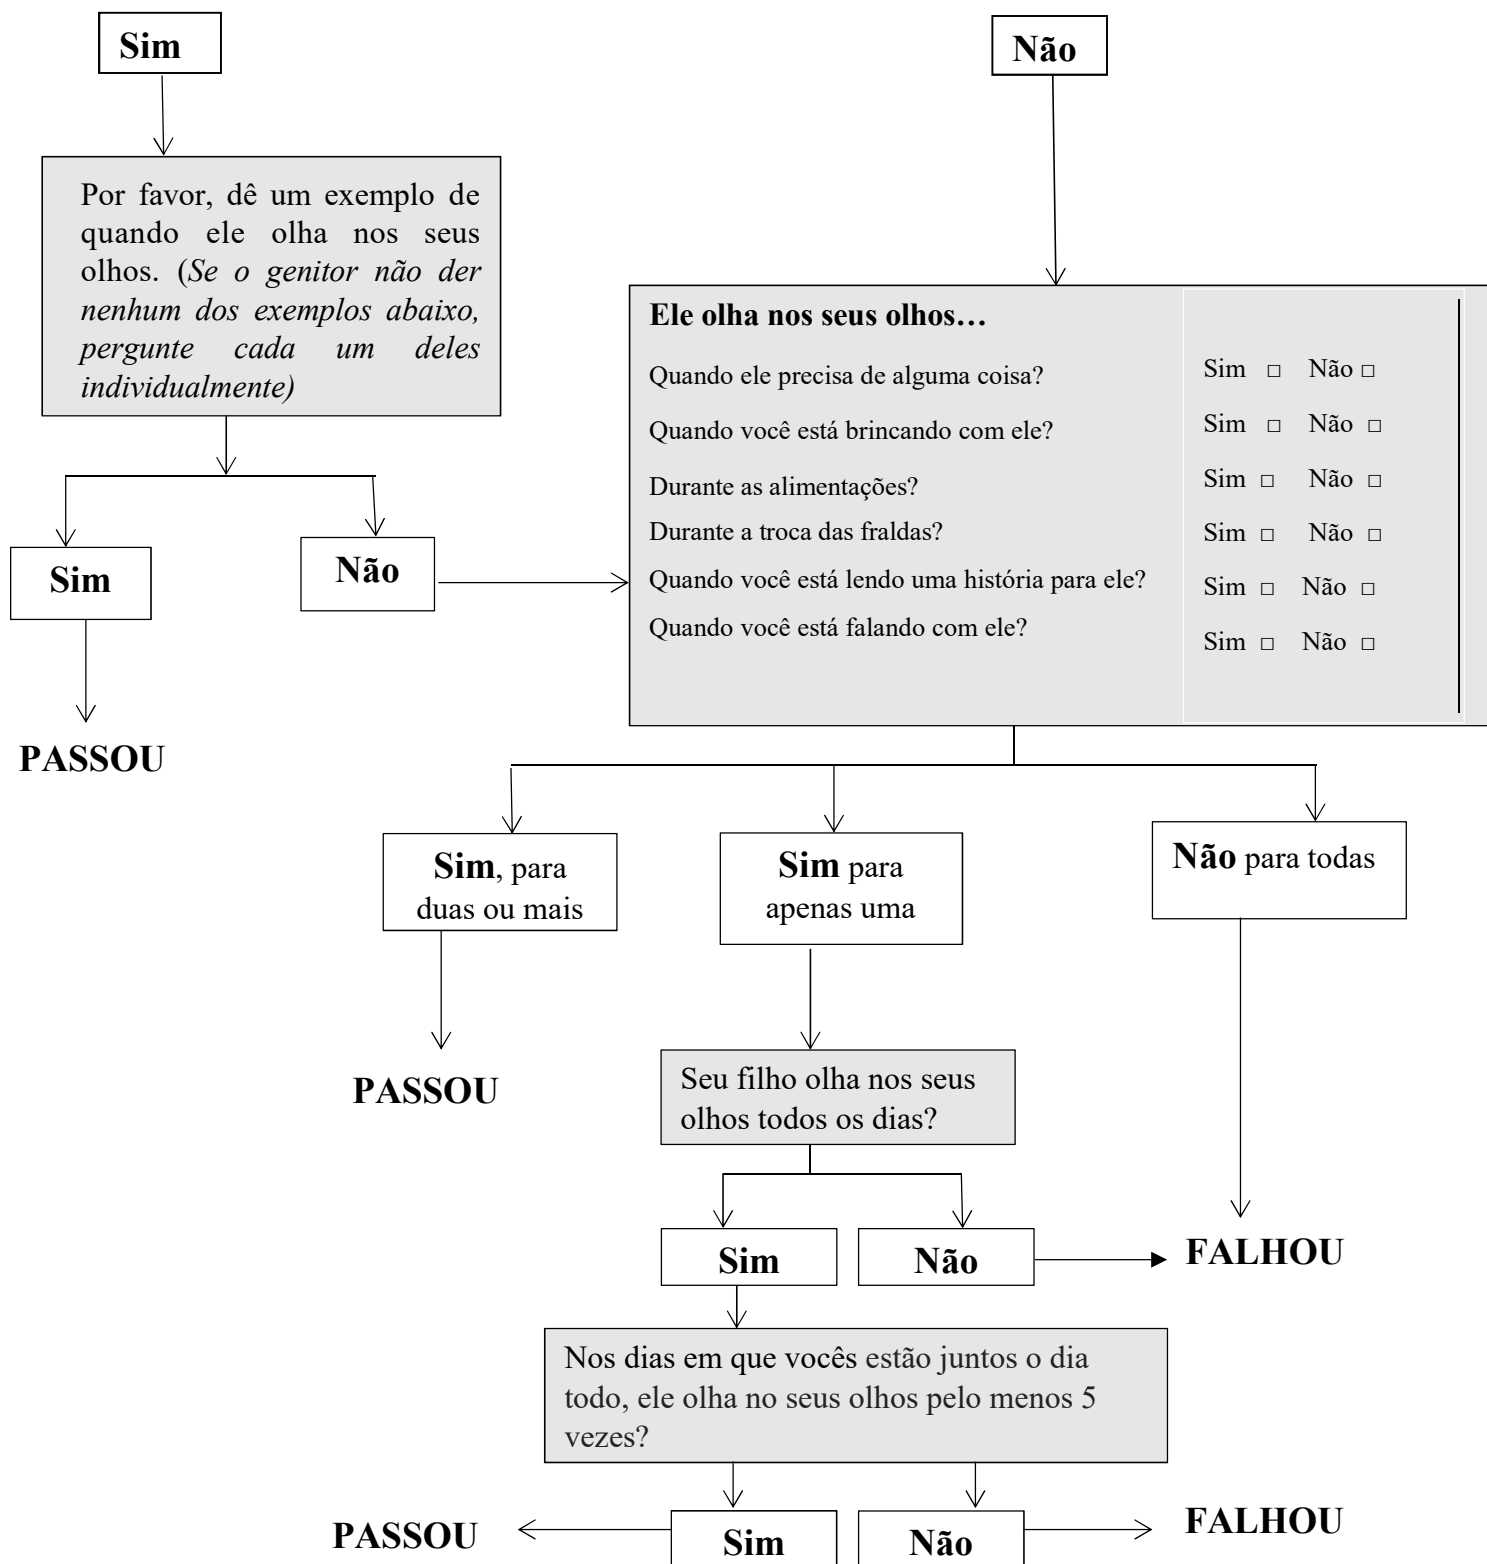 Sim
Não
Por favor, dê um exemplo de
quando ele olha nos seus
olhos. (Se o genitor não der
nenhum dos exemplos abaixo,
pergunte cada um deles
individualmente)
Ele olha nos seus olhos…
Quando ele precisa de alguma coisa? Sim □ Não □
Quando você está brincando com ele? Sim □ Não □
Durante as alimentações? Sim □ Não □
Durante a troca das fraldas? Sim □ Não □
Quando você está lendo uma história para ele? Sim □ Não □
Quando você está falando com ele? Sim □ Não □
Sim
Não
PASSOU
Sim, para
duas ou mais
Sim para
apenas uma
Não para todas
PASSOU
Seu filho olha nos seus
olhos todos os dias?
Sim
Não
FALHOU
Nos dias em que vocês estão juntos o dia
todo, ele olha no seus olhos pelo menos 5
vezes?
PASSOU
Sim
Não
FALHOU